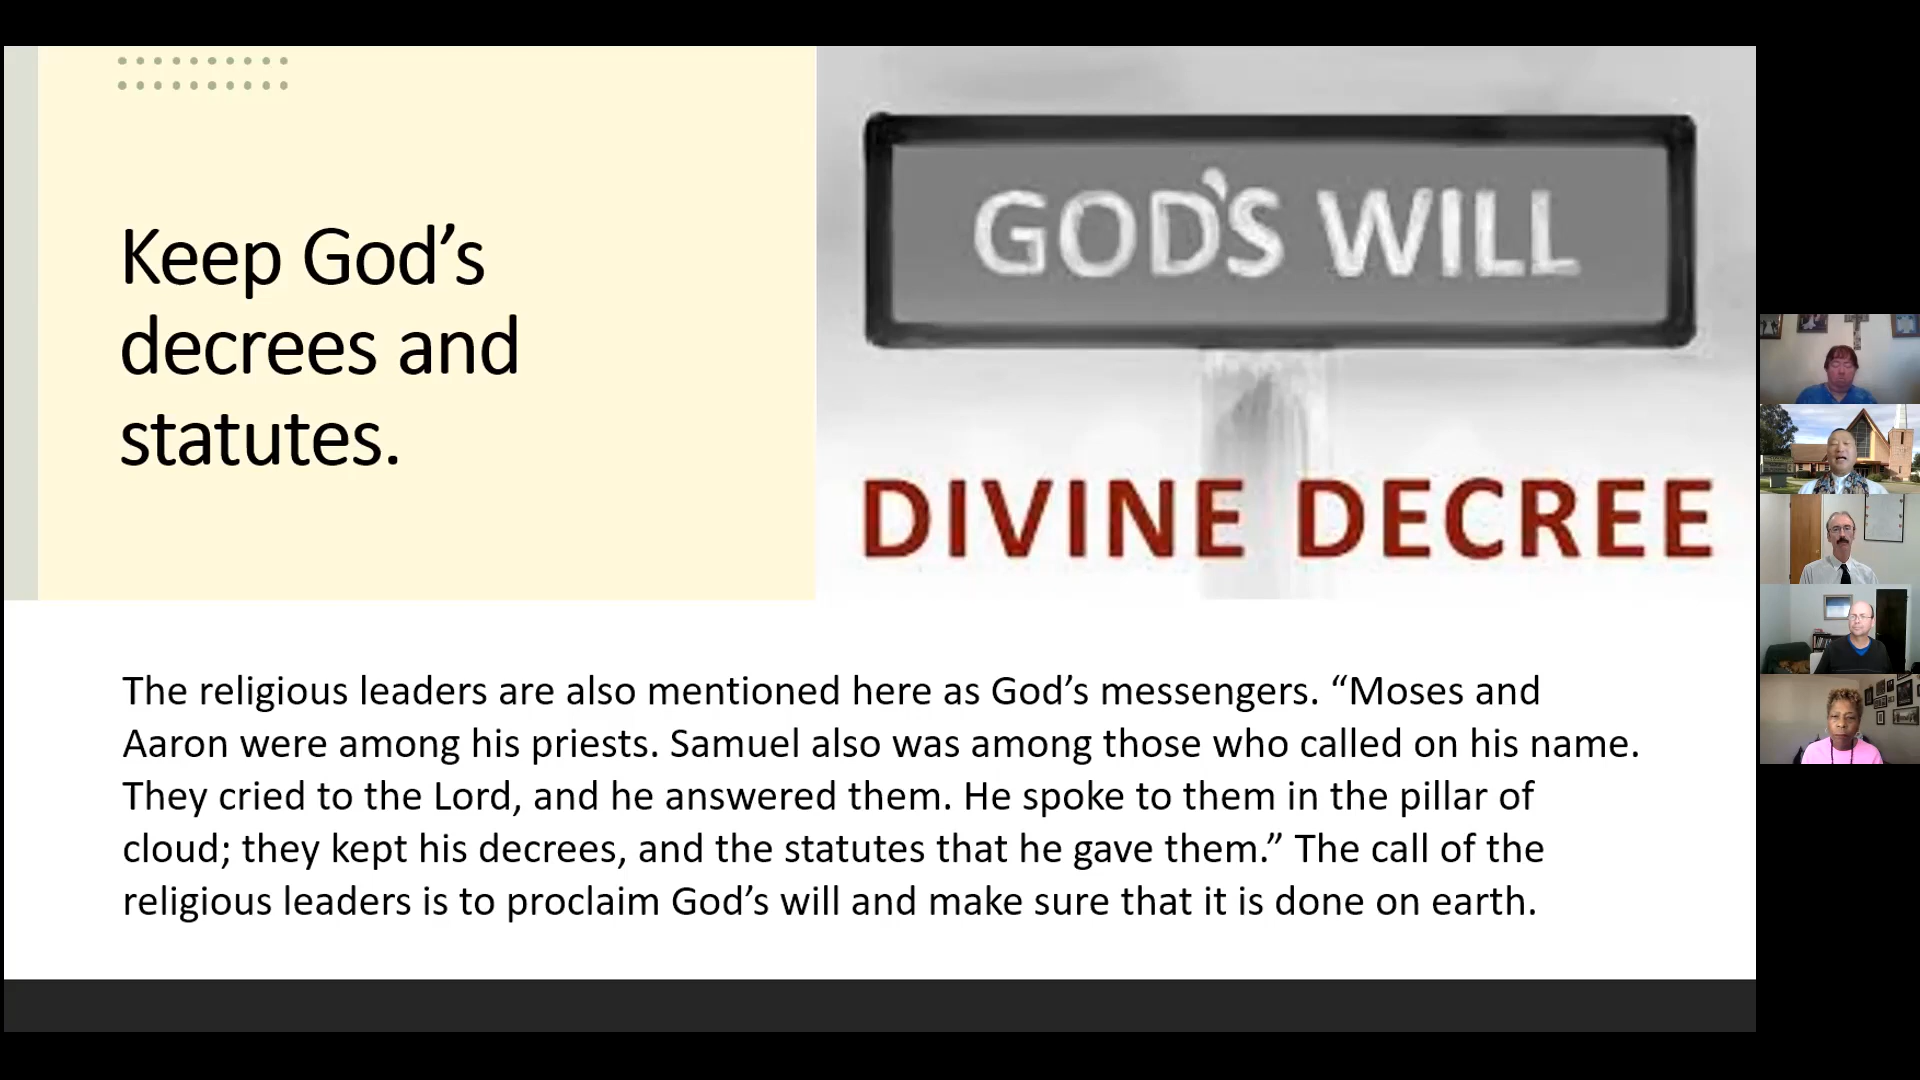 Keep God’s
decrees and
statutes.
GOD'S WILL
DIVINE DECREE
The religious leaders are also mentioned here as God’s messengers. “Moses and
Aaron were among his priests. Samuel also was among those who called on his name.
They cried to the Lord, and he answered them. He spoke to them in the pillar of
cloud; they kept his decrees, and the statutes that he gave them.” The call of the
religious leaders is to proclaim God’s will and make sure that it is done on earth.